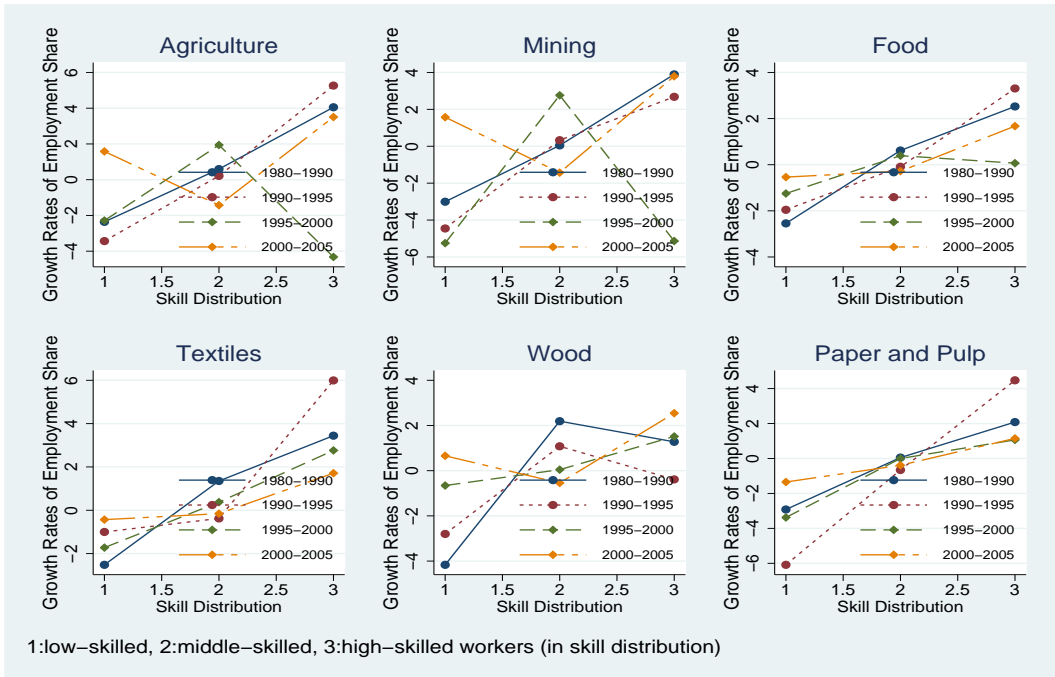 Agriculture
Growth Rates of Employment Share
6
4
2
0
−2
−4
1980−1990
1990−1995
1995−2000
2000−2005
1 1.5 2 2.5 3
Skill Distribution
Mining
Growth Rates of Employment Share
4
2
0
−2
−4
−6
1980−1990
1990−1995
1995−2000
2000−2005
1 1.5 2 2.5 3
Skill Distribution
Food
Growth Rates of Employment Share
4
2
0
−2
−4
1980−1990
1990−1995
1995−2000
2000−2005
1 1.5 2 2.5 3
Skill Distribution
Textiles
Growth Rates of Employment Share
6
4
2
0
−2
1980−1990
1990−1995
1995−2000
2000−2005
1 1.5 2 2.5 3
Skill Distribution
Wood
Growth Rates of Employment Share
4
2
0
−2
−4
1980−1990
1990−1995
1995−2000
2000−2005
1 1.5 2 2.5 3
Skill Distribution
Paper and Pulp
Growth Rates of Employment Share
4
2
0
−2
−4
−6
1980−1990
1990−1995
1995−2000
2000−2005
1 1.5 2 2.5 3
Skill Distribution
1:low−skilled, 2:middle−skilled, 3:high−skilled workers (in skill distribution)